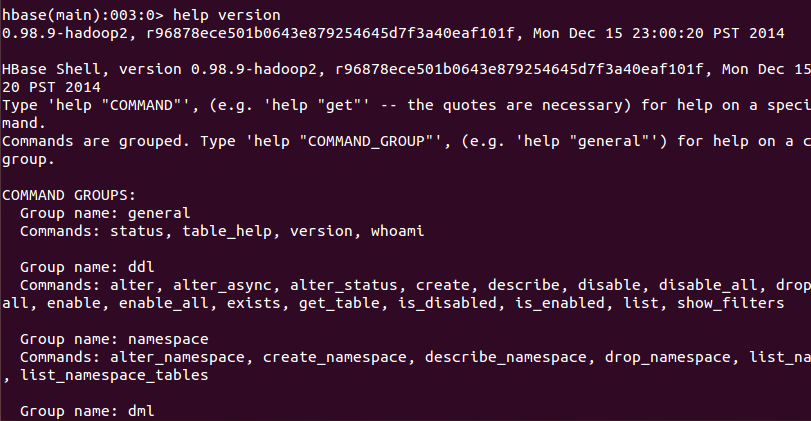 hbase(main):003:0> help version
0.98.9-hadoop2, r96878ece501b0643e879254645d7f3a40eaf101f, Mon Dec 15 23:00:20 PST 2014
HBase Shell, version 0.98.9-hadoop2, r96878ece501b0643e879254645d7f3a40eaf101f, Mon Dec 15
20 PST 2014
Type 'help "COMMAND"', (e.g. 'help "get"' -- the quotes are necessary) for help on a speci
mand.
Commands are grouped. Type 'help "COMMAND_GROUP"', (e.g. 'help "general"') for help on a c
group.
COMMAND GROUPS:
Group name: general
Commands: status, table_help, version, whoami
Group name: ddl
Commands: alter, alter_async, alter_status, create, describe, disable, disable_all, drop
all, enable, enable_all, exists, get_table, is_disabled, is_enabled, list, show_filters
Group name: namespace
Commands: alter_namespace, create_namespace, describe_namespace, drop_namespace, list_na
, list_namespace_tables
Group name: dml